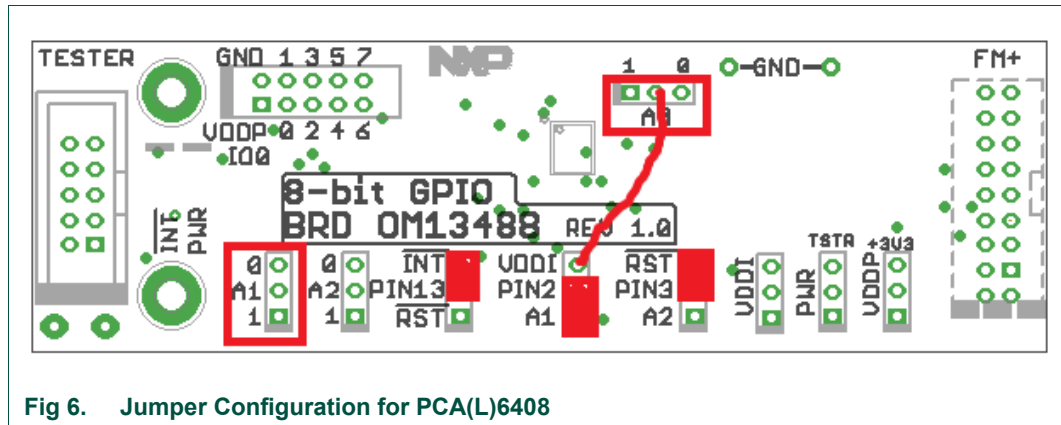 TESTER
GND 1 3 5 7
NXP
1 0
GND
FM+
A0
VDDP 0 2 4 6
IO0
8-bit GPIO
BRD OM13488 REV 1.0
INT
PWR
0
A1
1
0
A2
1
INT
PIN13
RST
VDDI
PIN2
A1
RST
PIN3
A2
VDDI
TSTR
PWR
+3V3
VDDP
Fig 6. Jumper Configuration for PCA(L)6408